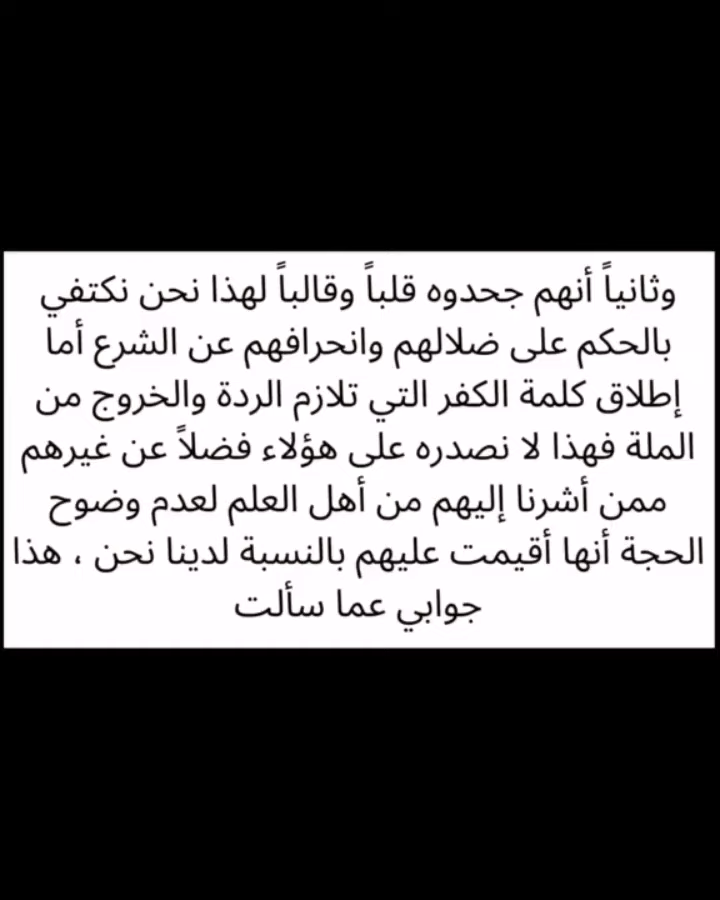 وثانياً أنهم جحدوه قلباً وقالباً لهذا نحن نكتفي
بالحكم على ضلالهم وانحرافهم عن الشرع أما
إطلاق كلمة الكفر التي تلازم الردة والخروج من
الملة فهذا لا نصدره على هؤلاء فضلاً عن غيرهم
ممن أشرنا إليهم من أهل العلم لعدم وضوح
الحجة أنها أقيمت عليهم بالنسبة لدينا نحن ، هذا
جوابي عما سألت